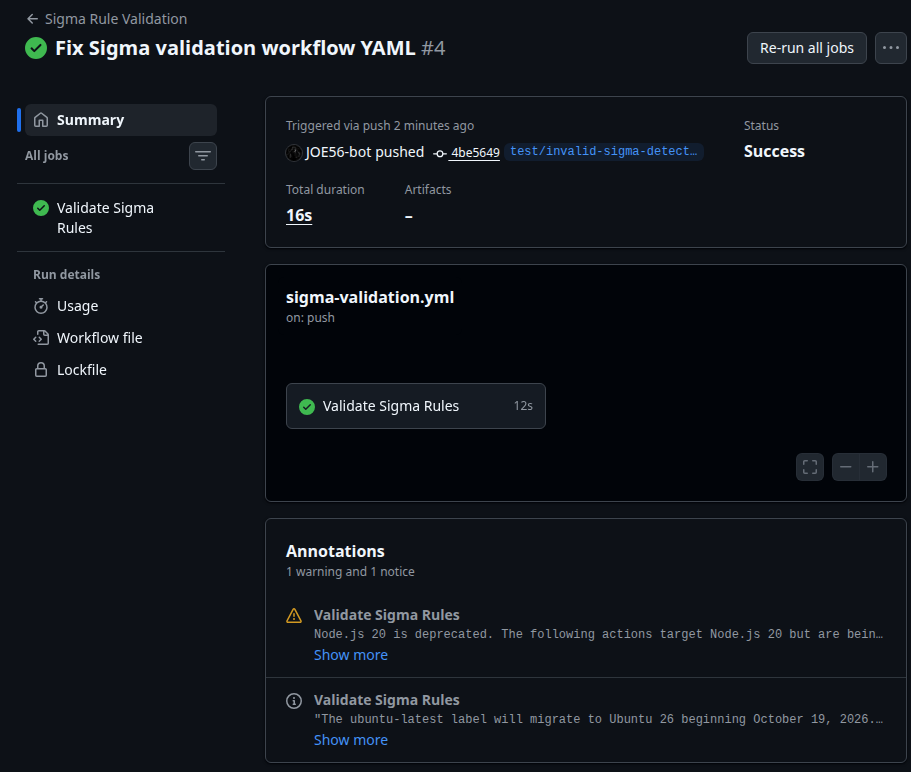 ← Sigma Rule Validation
Fix Sigma validation workflow YAML #4
Re-run all jobs
Summary
All jobs
Validate Sigma
Rules
Run details
Usage
Workflow file
Lockfile
Triggered via push 2 minutes ago
JOE56-bot pushed 4be5649 test/invalid-sigma-detect…
Status
Success
Total duration
16s
Artifacts
–
sigma-validation.yml
on: push
Validate Sigma Rules 12s
Annotations
1 warning and 1 notice
Validate Sigma Rules
Node.js 20 is deprecated. The following actions target Node.js 20 but are bein…
Show more
Validate Sigma Rules
"The ubuntu-latest label will migrate to Ubuntu 26 beginning October 19, 2026.…
Show more